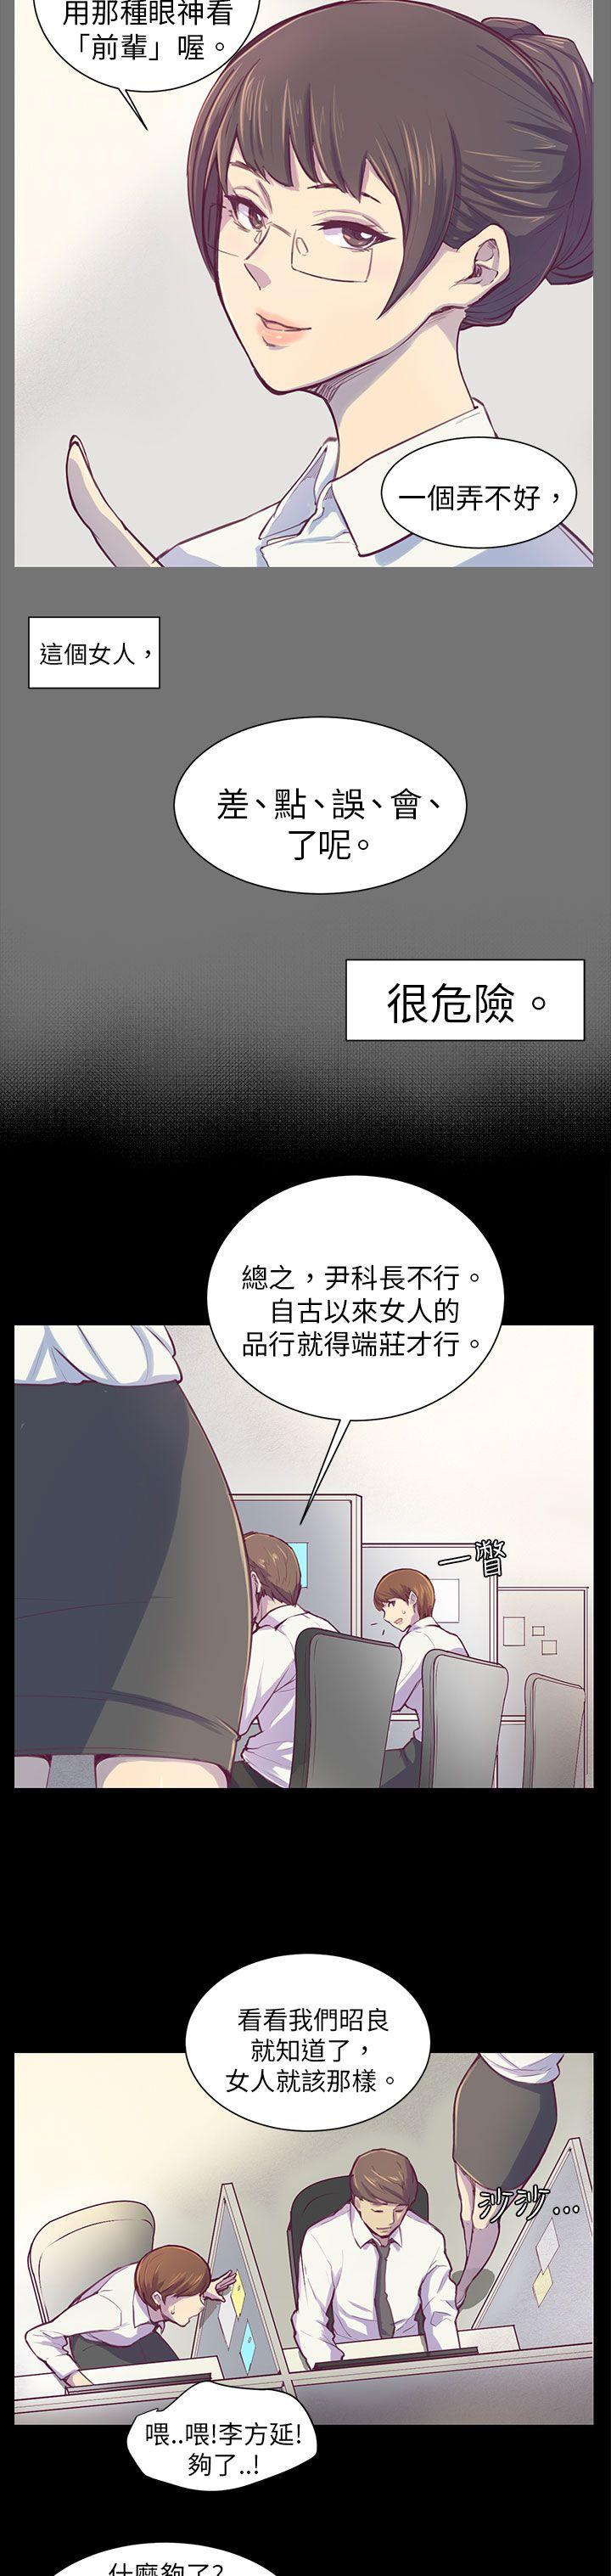 用那種眼神看
「前輩」喔。
一個弄不好，
這個女人，
差、點、誤、會、
了呢。
很危險。
總之，尹科長不行。
自古以來女人的
品行就得端莊才行。
一瞥
看看我們昭良
就知道了，
女人就該那樣。
沙沙...
喂..喂!李方延!
夠了..!
什麼夠了?